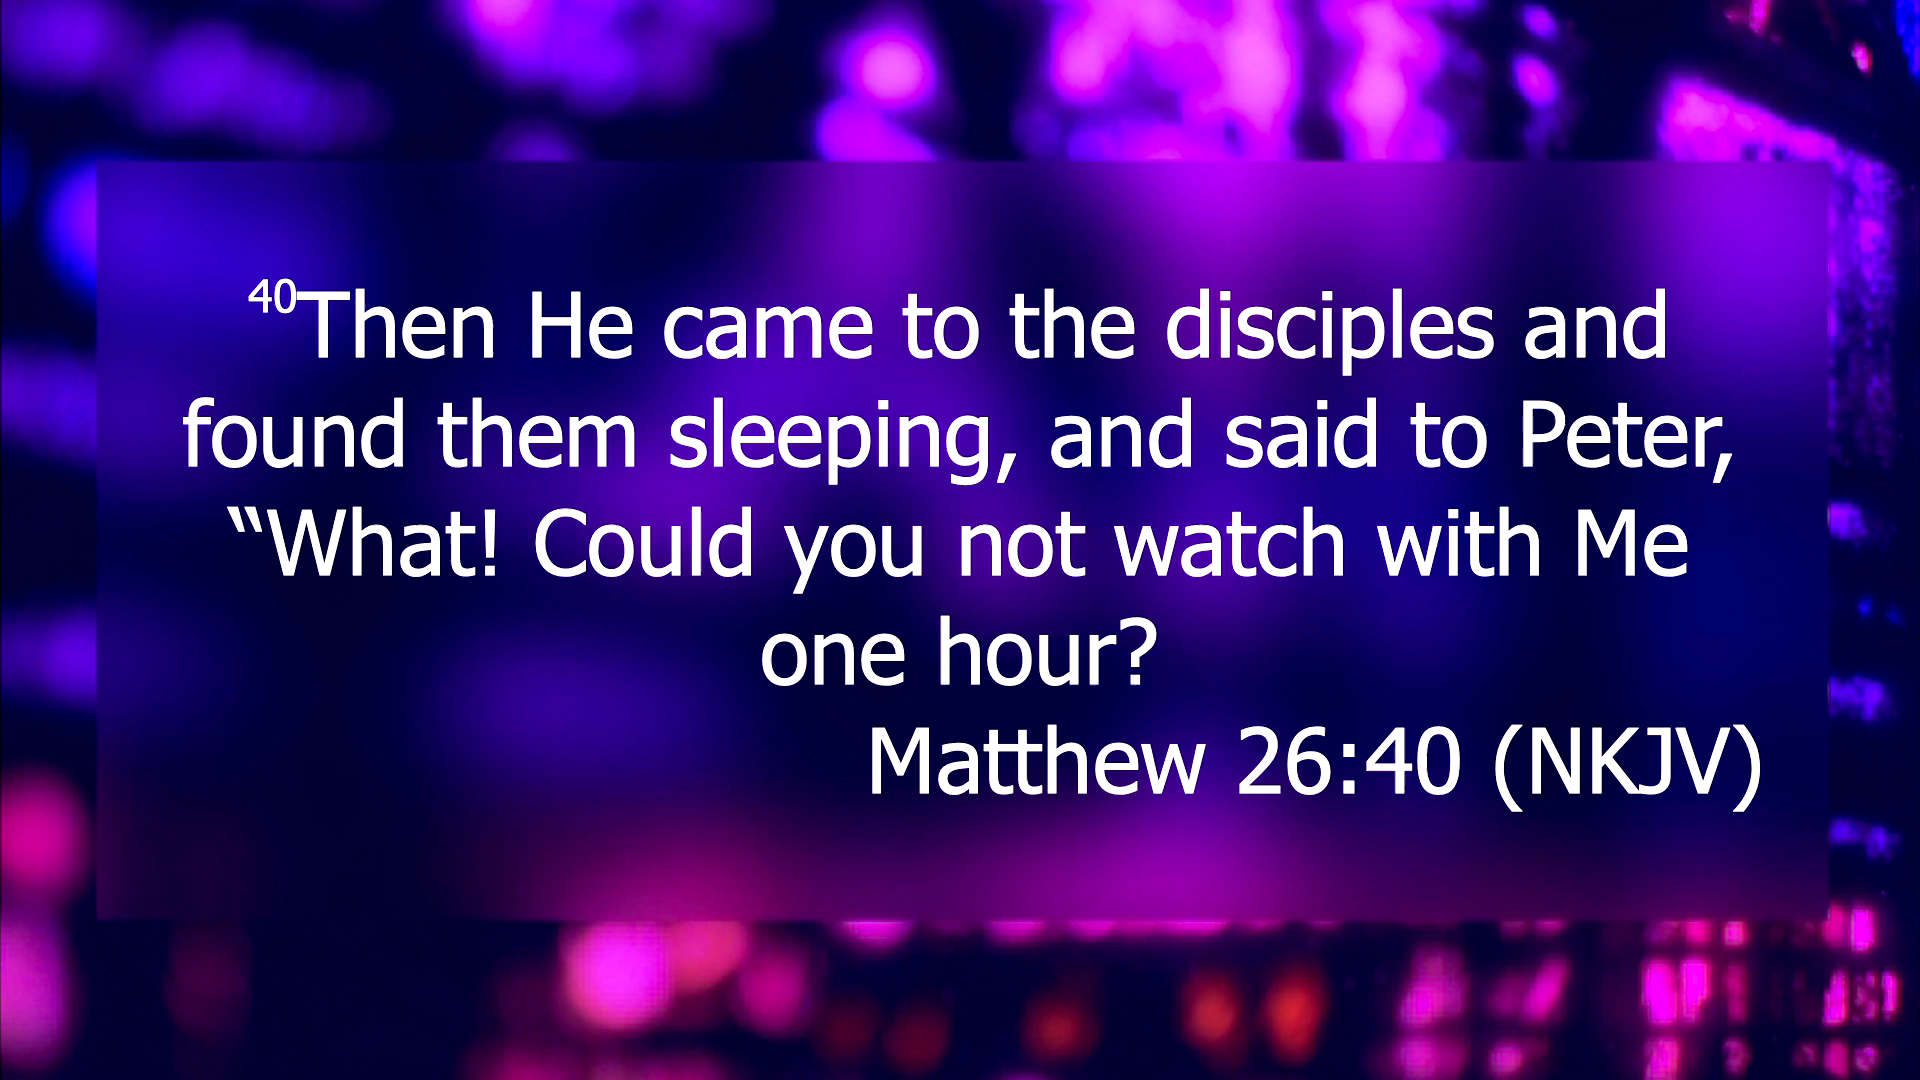 40Then He came to the disciples and
found them sleeping, and said to Peter,
“What! Could you not watch with Me
one hour?
Matthew 26:40 (NKJV)